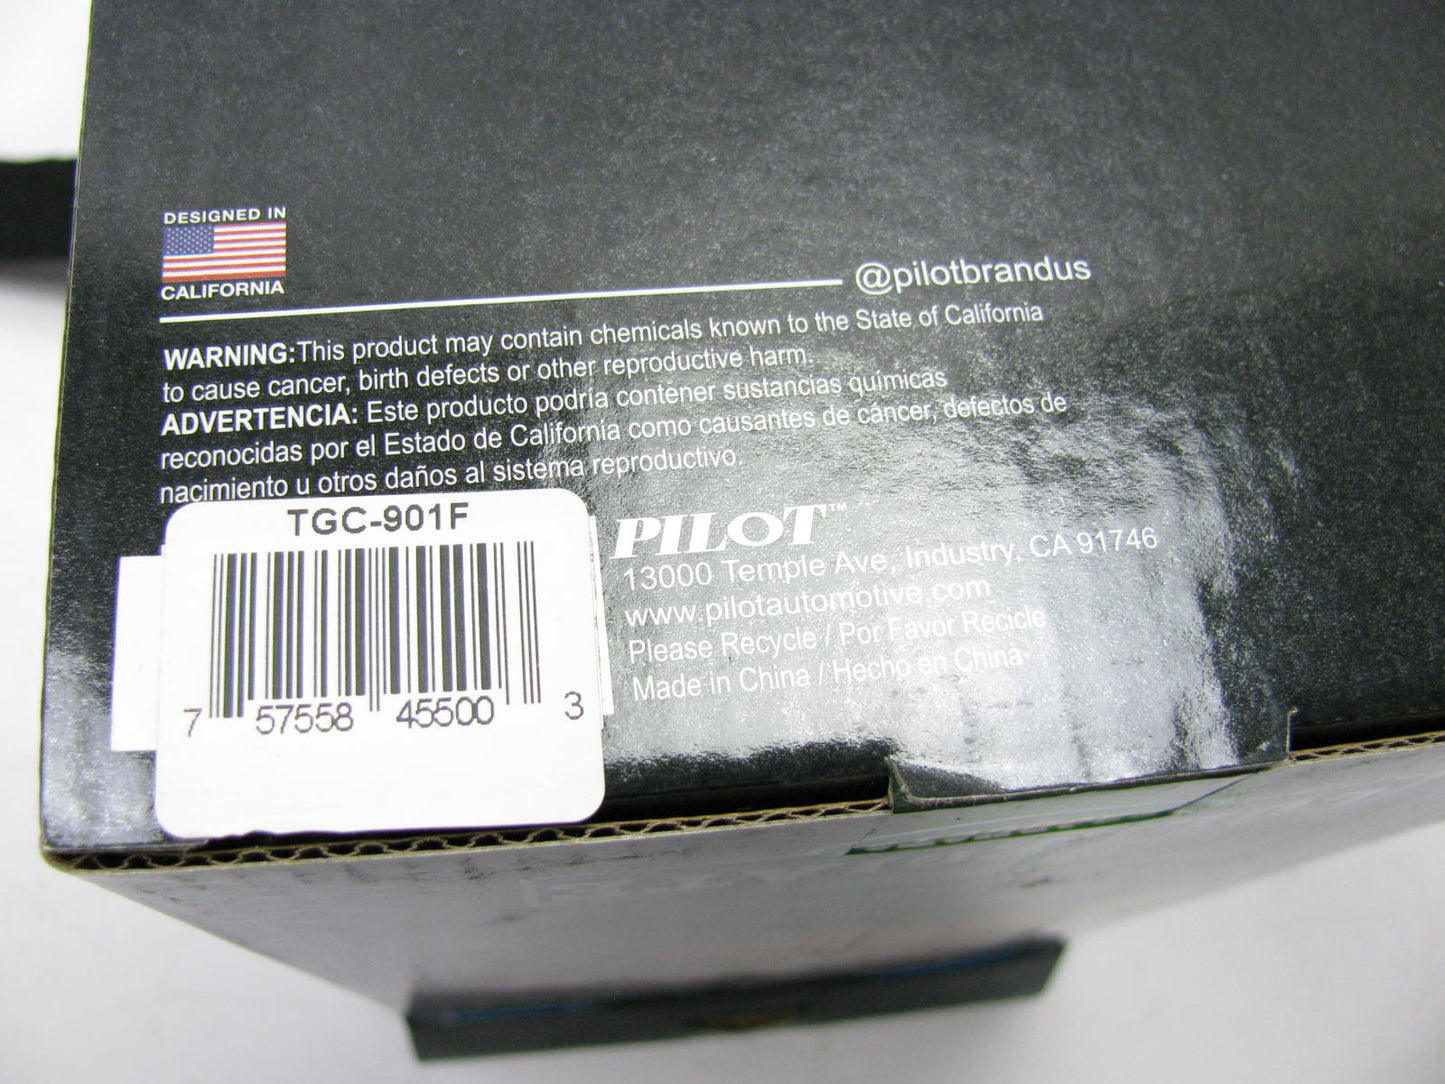 DESIGNED IN
CALIFORNIA
@pilotbrandus
WARNING:This product may contain chemicals known to the State of California
to cause cancer, birth defects or other reproductive harm.
ADVERTENCIA: Este producto podría contener sustancias químicas
reconocidas por el Estado de California como causantes de cáncer, defectos de
nacimiento u otros daños al sistema reproductivo.
TGC-901F
7 57558 45500 3
PILOT™
13000 Temple Ave, Industry, CA 91746
www.pilotautomotive.com
Please Recycle / Por Favor Recicle
Made in China / Hecho en China